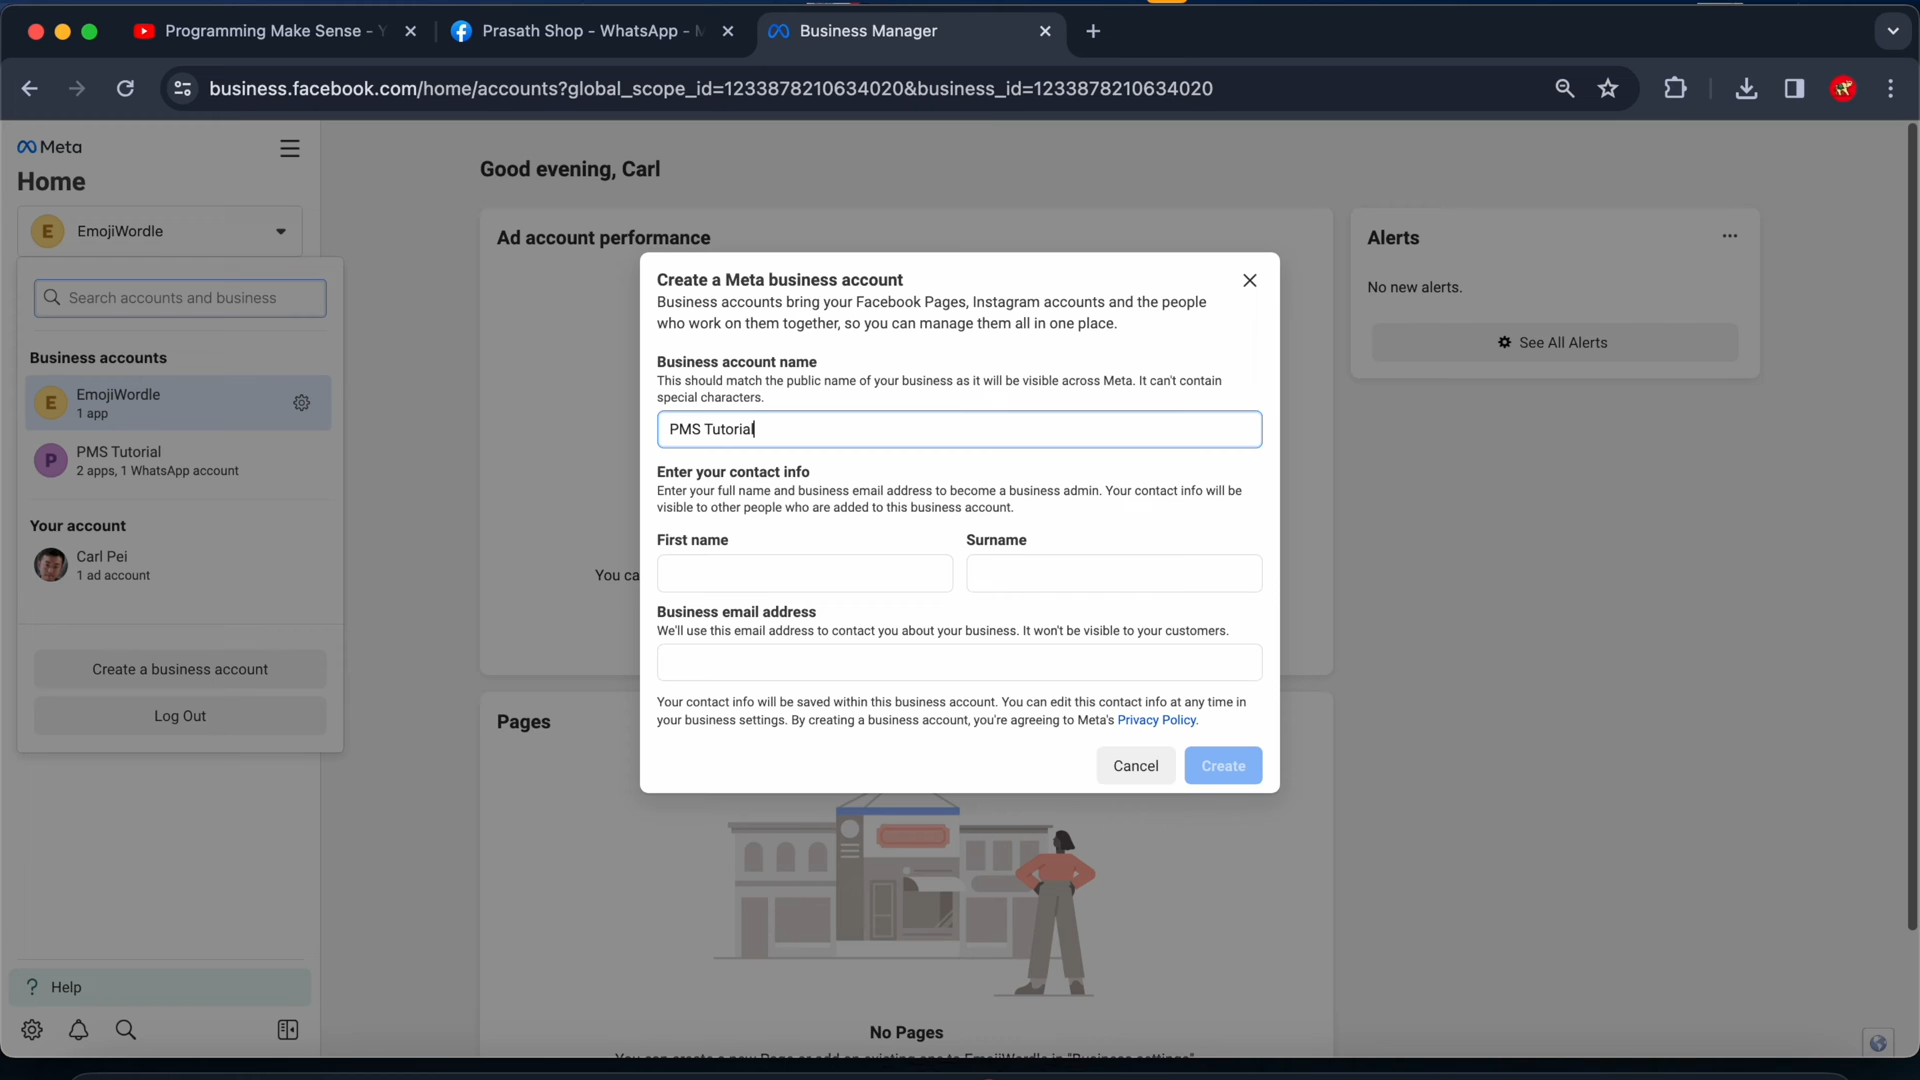 Programming Make Sense - Y
Prasath Shop - WhatsApp - M
Business Manager
business.facebook.com/home/accounts?global_scope_id=1233878210634020&business_id=1233878210634020
Meta
Home
E
EmojiWordle
Search accounts and business
Business accounts
E
EmojiWordle
1 app
P
PMS Tutorial
2 apps, 1 WhatsApp account
Your account
Carl Pei
1 ad account
Create a business account
Log Out
? Help
Good evening, Carl
Ad account performance
You ca
Alerts
No new alerts.
See All Alerts
Create a Meta business account
Business accounts bring your Facebook Pages, Instagram accounts and the people
who work on them together, so you can manage them all in one place.
Business account name
This should match the public name of your business as it will be visible across Meta. It can't contain
special characters.
PMS Tutorial
Enter your contact info
Enter your full name and business email address to become a business admin. Your contact info will be
visible to other people who are added to this business account.
First name
Surname
Business email address
We'll use this email address to contact you about your business. It won't be visible to your customers.
Your contact info will be saved within this business account. You can edit this contact info at any time in
your business settings. By creating a business account, you're agreeing to Meta's Privacy Policy.
Cancel
Create
Pages
No Pages
You can create a new Page or add an existing one to EmojiWordle in "Business settings".